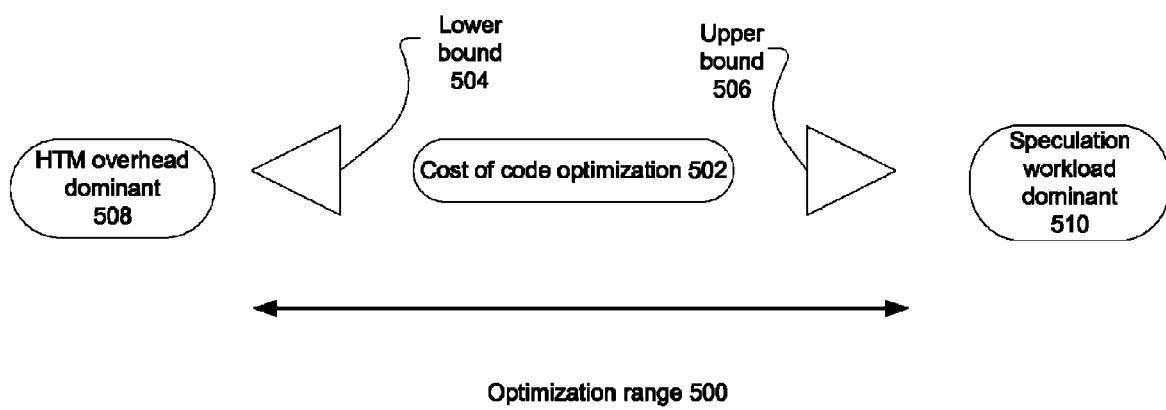 Lower
bound
504
Upper
bound
506
HTM overhead
dominant
508
Cost of code optimization 502
Speculation
workload
dominant
510
Optimization range 500